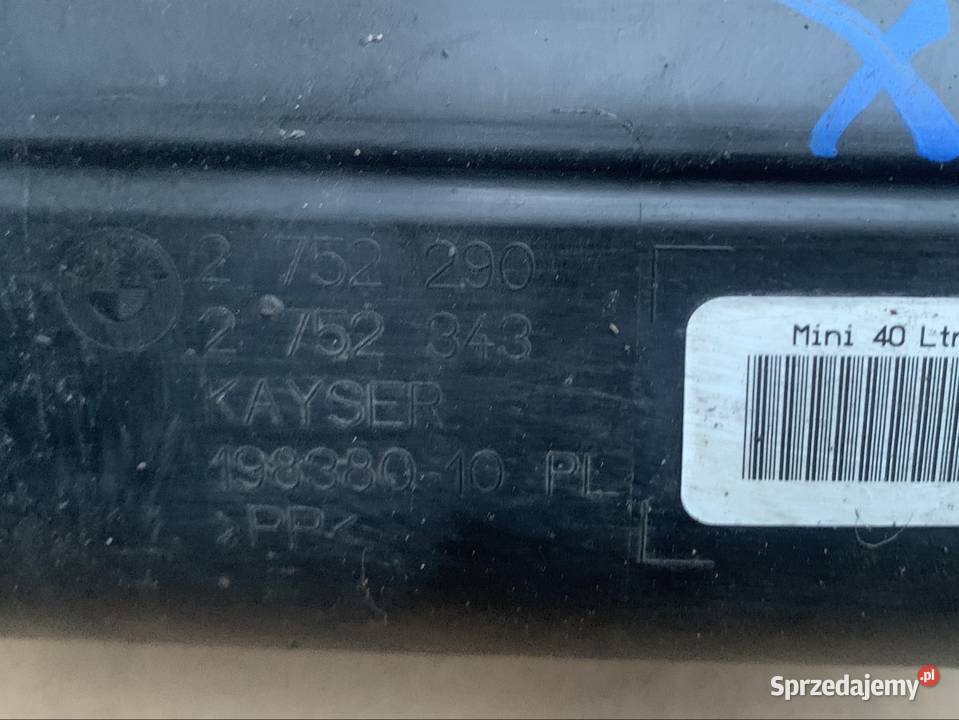 2 752 290
2 752 343
KAYSER
198380-10 PL
>PP<
Mini 40 Ltr
Sprzedajemy.pl